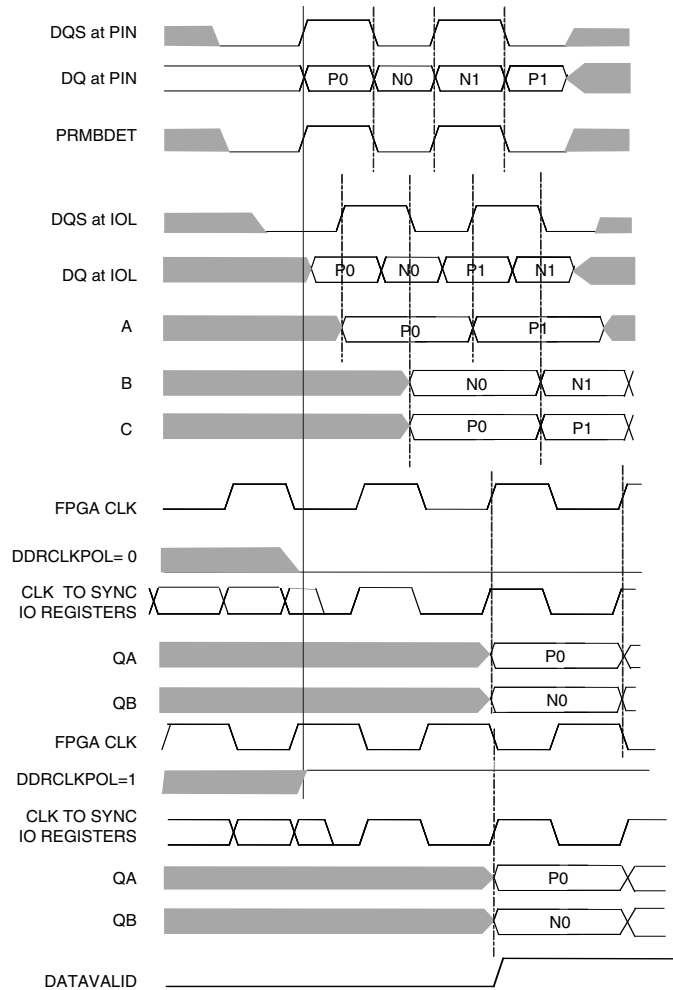 DQS at PIN
DQ at PIN P0 N0 N1 P1
PRMBDET
DQS at IOL
DQ at IOL P0 N0 P1 N1
A P0 P1
B N0 N1
C P0 P1
FPGA CLK
DDRCLKPOL= 0
CLK TO SYNC
IO REGISTERS
QA P0
QB N0
FPGA CLK
DDRCLKPOL=1
CLK TO SYNC
IO REGISTERS
QA P0
QB N0
DATAVALID